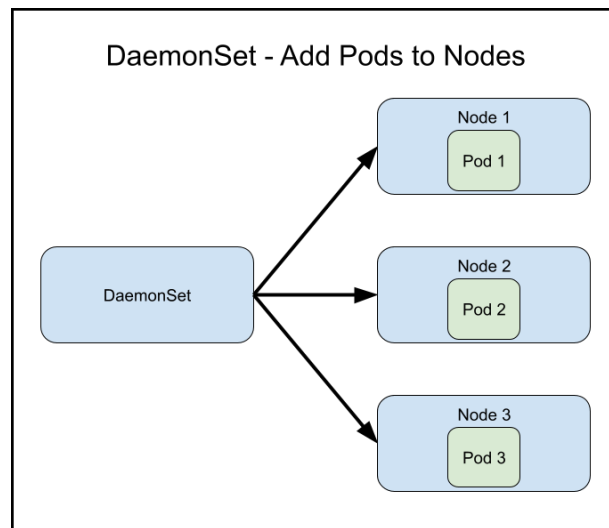 DaemonSet - Add Pods to Nodes
Node 1
Pod 1
DaemonSet
Node 2
Pod 2
Node 3
Pod 3